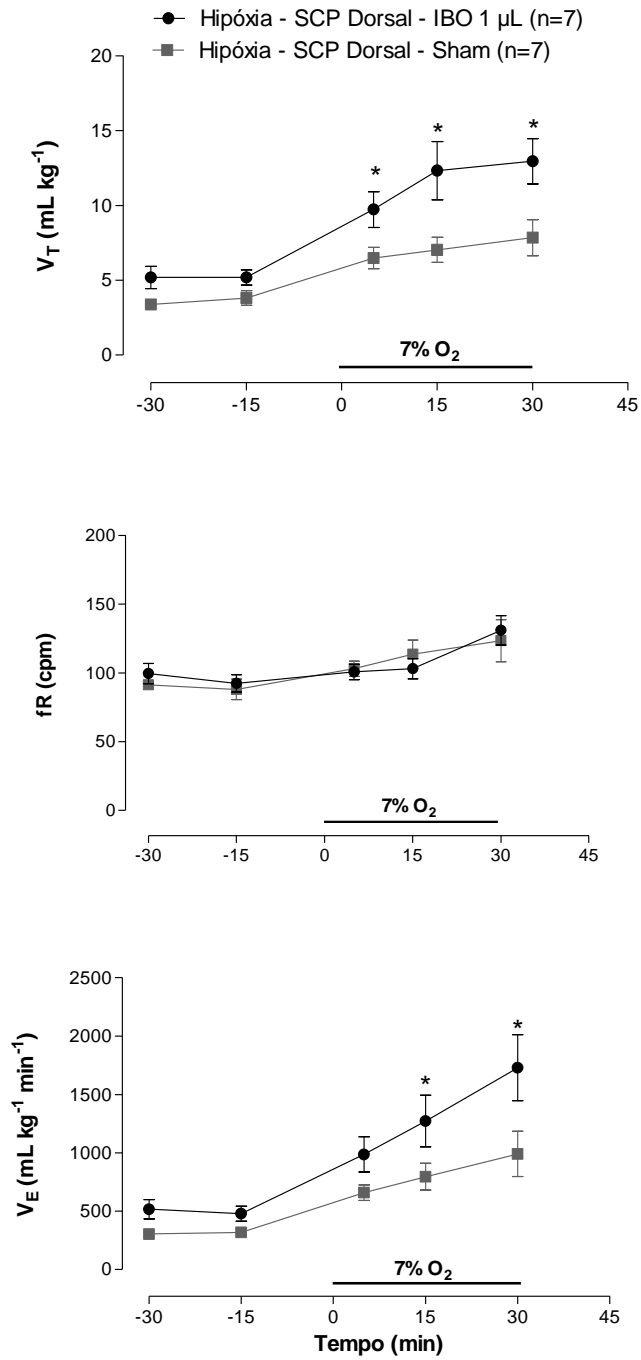 Hipóxia - SCP Dorsal - IBO 1 µL (n=7)
Hipóxia - SCP Dorsal - Sham (n=7)
20
15
10
5
0
V_T (mL kg⁻¹)
*
*
*
7% O₂
-30 -15 0 15 30 45
200
150
100
50
0
fR (cpm)
7% O₂
-30 -15 0 15 30 45
2500
2000
1500
1000
500
0
V_E (mL kg⁻¹ min⁻¹)
*
*
7% O₂
-30 -15 0 15 30 45
Tempo (min)